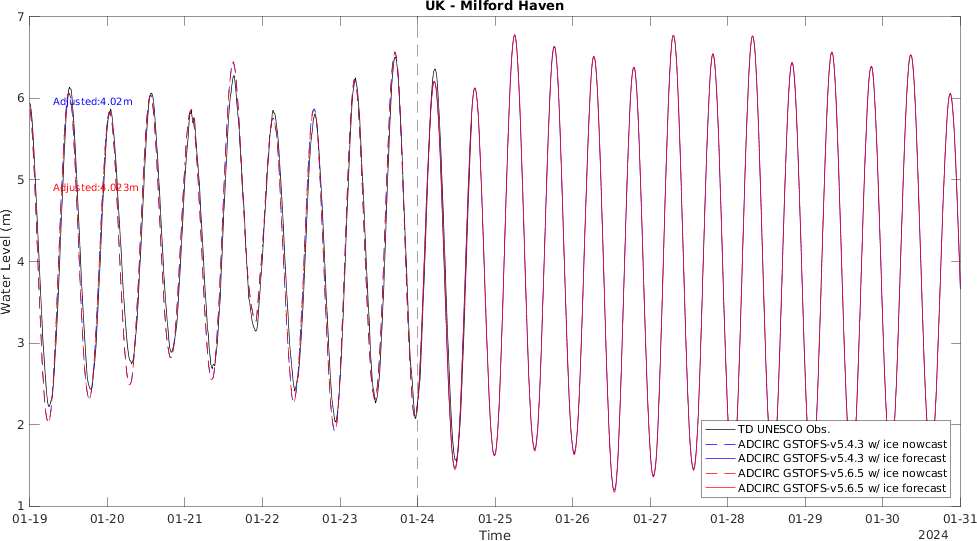 UK - Milford Haven
7
6
5
4
3
2
1
Water Level (m)
Adjusted:4.02m
Adjusted:4.023m
TD UNESCO Obs.
ADCIRC GSTOFS-v5.4.3 w/ ice nowcast
ADCIRC GSTOFS-v5.4.3 w/ ice forecast
ADCIRC GSTOFS-v5.6.5 w/ ice nowcast
ADCIRC GSTOFS-v5.6.5 w/ ice forecast
01-19 01-20 01-21 01-22 01-23 01-24 01-25 01-26 01-27 01-28 01-29 01-30 01-31
Time
2024